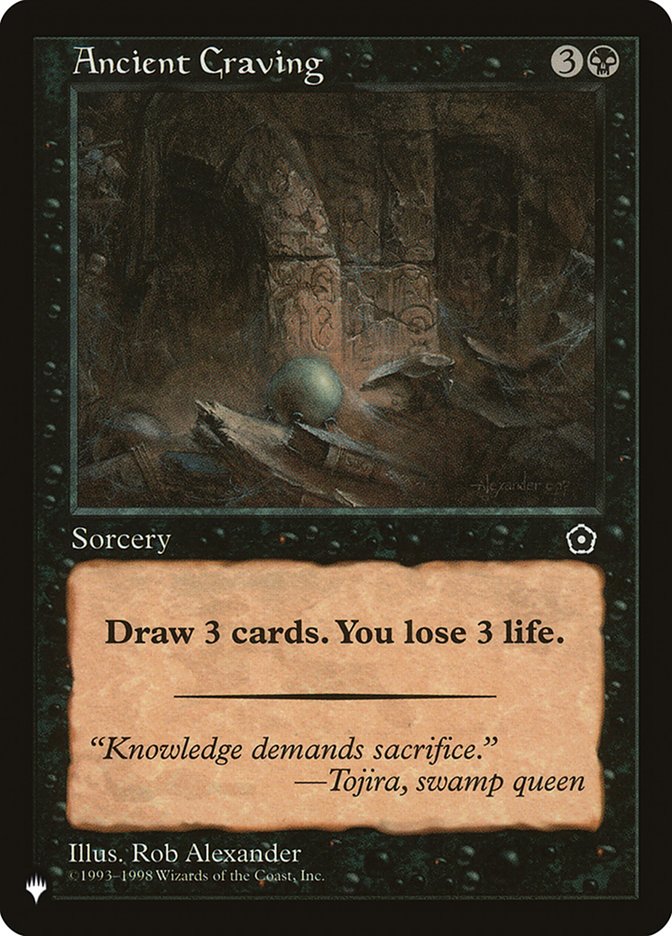 Ancient Craving
3
Alexander
Sorcery
Draw 3 cards. You lose 3 life.
“Knowledge demands sacrifice.”
—Tojira, swamp queen
Illus. Rob Alexander
©1993–1998 Wizards of the Coast, Inc.